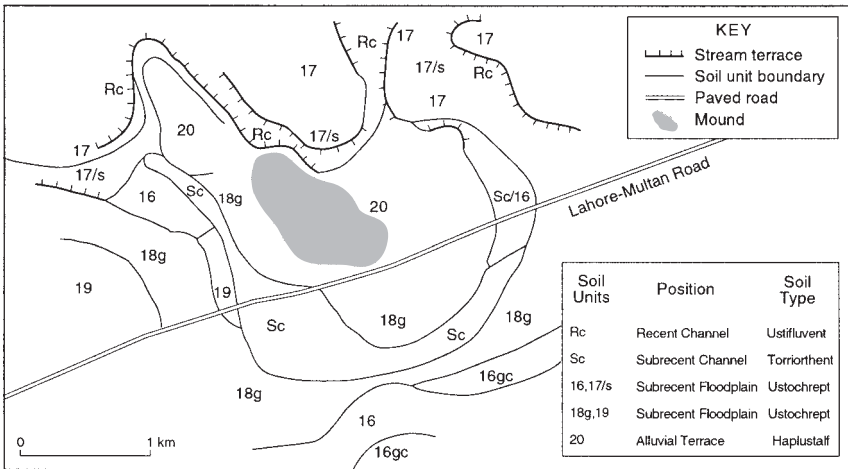 KEY
Stream terrace
Soil unit boundary
Paved road
Mound
Rc
17
17
17/s
17
Rc
Rc
17
20
Rc
17/s
17
17/s
16
Sc
18g
20
Sc/16
Lahore-Multan Road
18g
19
19
Sc
18g
Sc
18g
18g
16gc
16
16gc
Soil Units Position Soil Type
Rc Recent Channel Ustifluvent
Sc Subrecent Channel Torriorthent
16,17/s Subrecent Floodplain Ustochrept
18g,19 Subrecent Floodplain Ustochrept
20 Alluvial Terrace Haplustalf
0 1 km